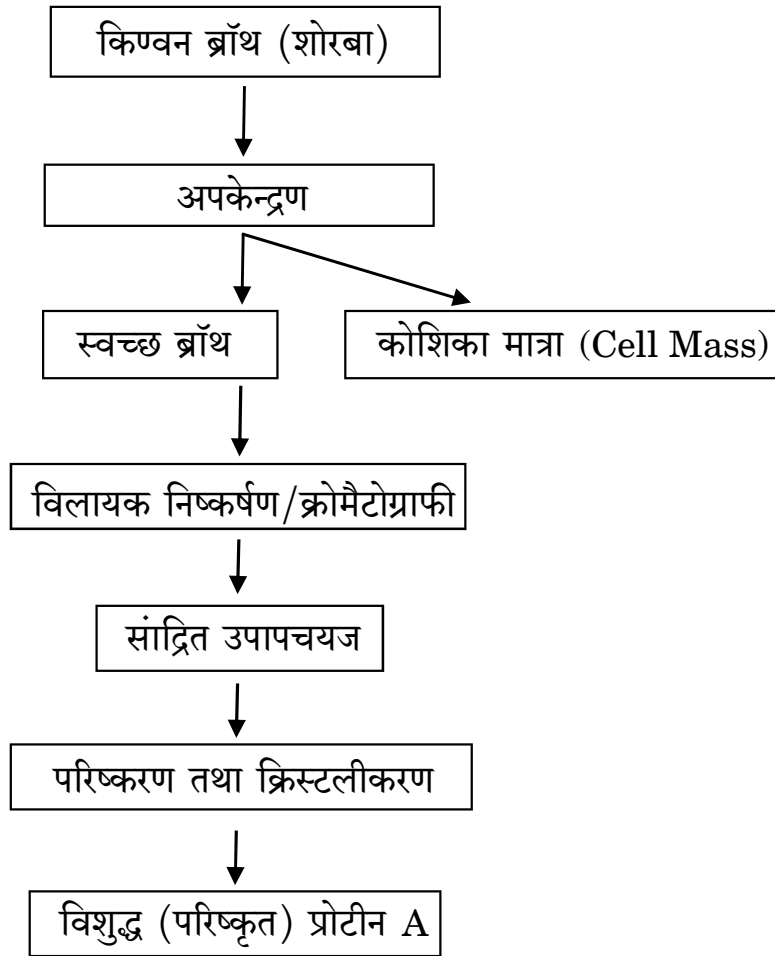 किण्वन ब्रॉथ (शोरबा)
अपकेन्द्रण
स्वच्छ ब्रॉथ
कोशिका मात्रा (Cell Mass)
विलायक निष्कर्षण/क्रोमैटोग्राफी
सांद्रित उपापचयज
परिष्करण तथा क्रिस्टलीकरण
विशुद्ध (परिष्कृत) प्रोटीन A